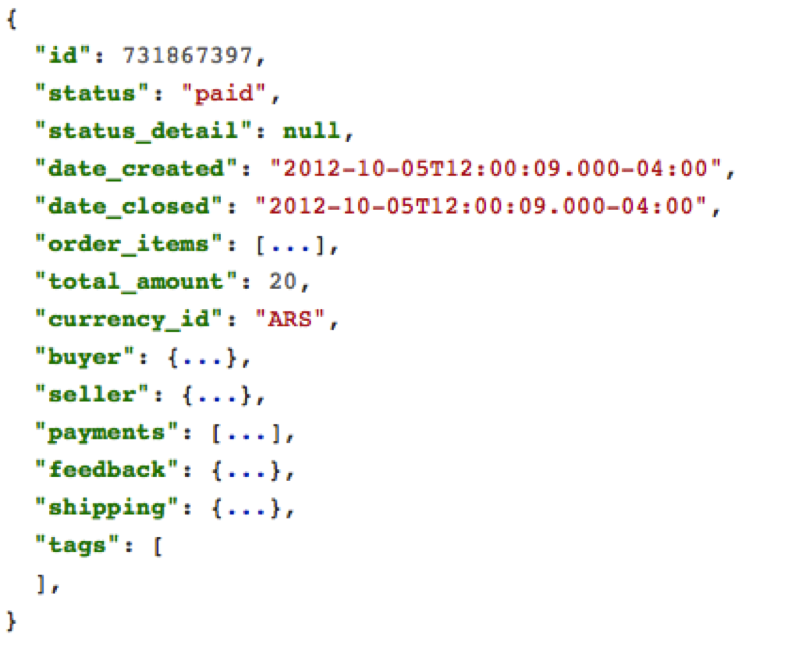 {
"id": 731867397,
"status": "paid",
"status_detail": null,
"date_created": "2012-10-05T12:00:09.000-04:00",
"date_closed": "2012-10-05T12:00:09.000-04:00",
"order_items": [...],
"total_amount": 20,
"currency_id": "ARS",
"buyer": {...},
"seller": {...},
"payments": [...],
"feedback": {...},
"shipping": {...},
"tags": [
],
}